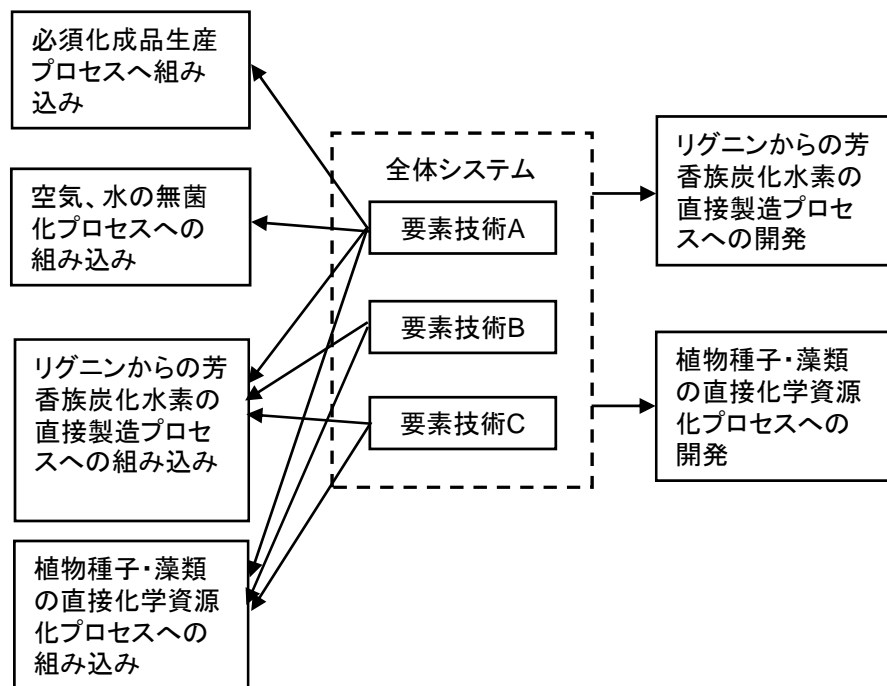 必須化成品生産
プロセスへ組み
込み
空気、水の無菌
化プロセスへの
組み込み
リグニンからの芳
香族炭化水素の
直接製造プロセ
スへの組み込み
植物種子・藻類
の直接化学資源
化プロセスへの
組み込み
全体システム
要素技術A
要素技術B
要素技術C
リグニンからの芳
香族炭化水素の
直接製造プロセ
スへの開発
植物種子・藻類
の直接化学資源
化プロセスへの
開発